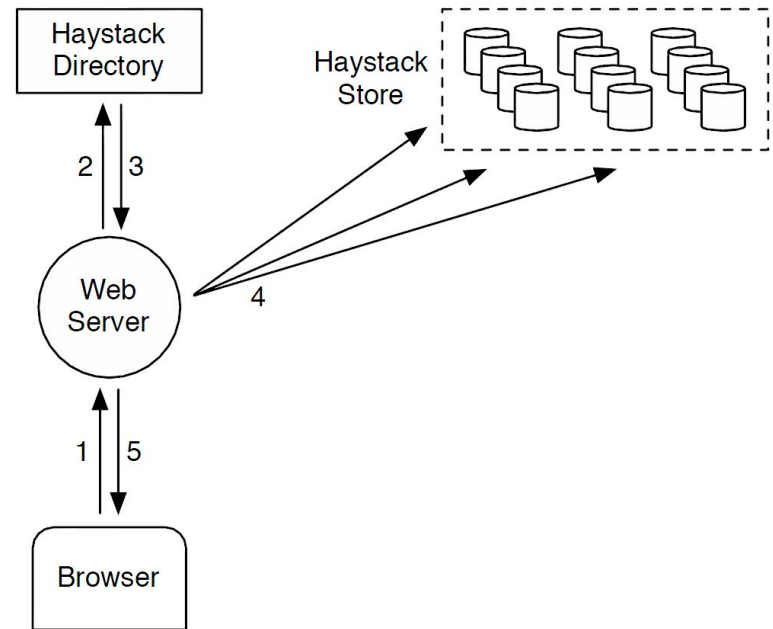 Haystack
Directory
Haystack
Store
2
3
Web
Server
4
1
5
Browser